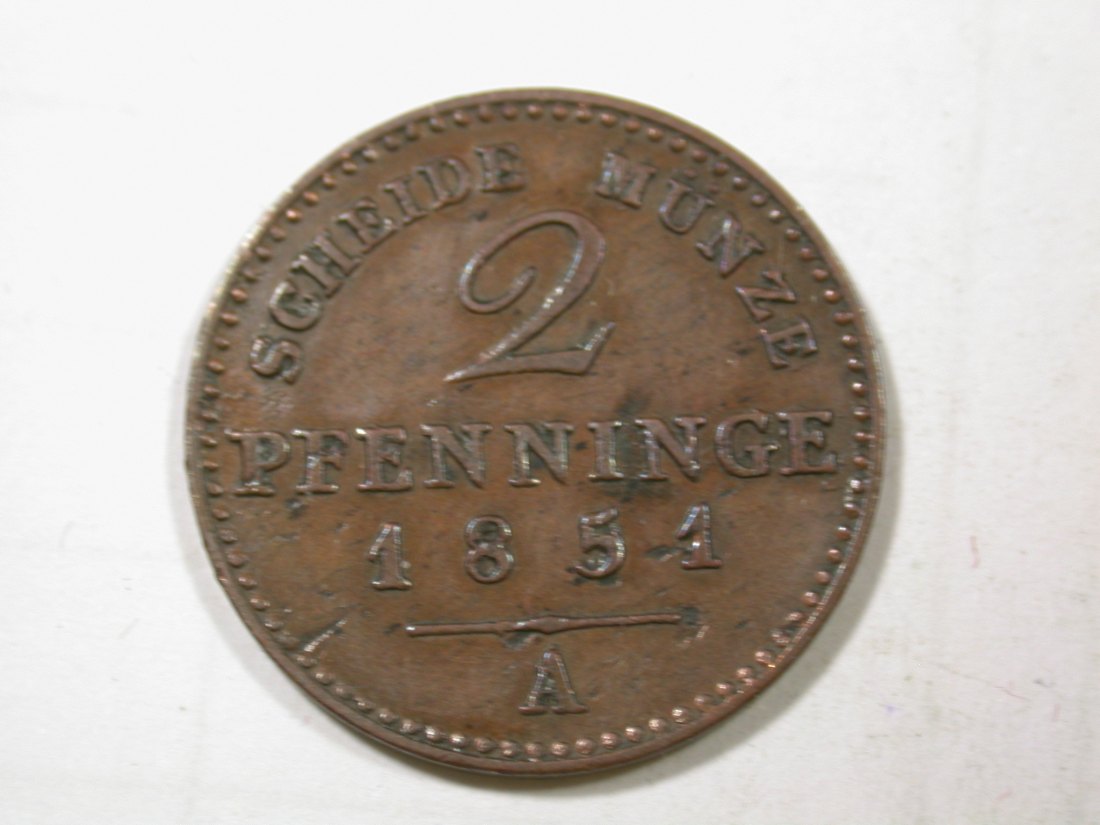 SCHEIDE MÜNZE
2
PFENNINGE
1851
A